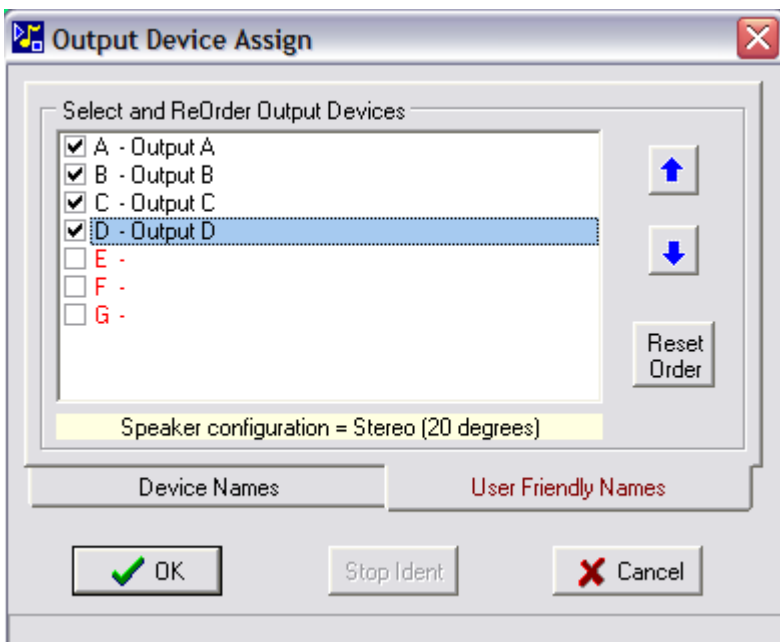 Output Device Assign
Select and ReOrder Output Devices
A - Output A
B - Output B
C - Output C
D - Output D
E -
F -
G -
Reset
Order
Speaker configuration = Stereo (20 degrees)
Device Names
User Friendly Names
OK
Stop Ident
Cancel